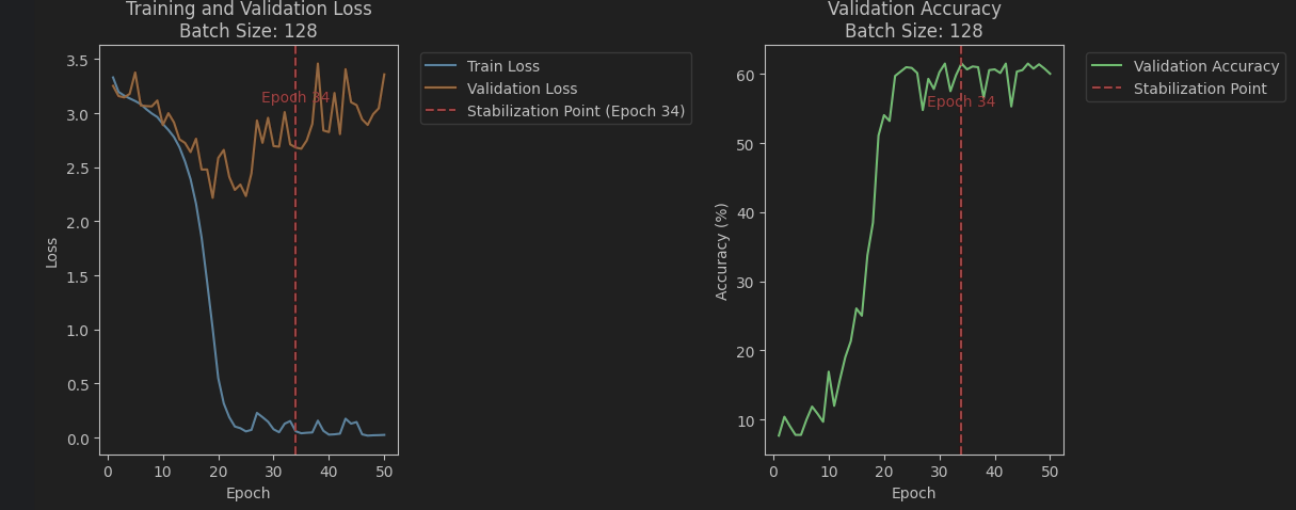 Training and Validation Loss
Batch Size: 128
3.5
3.0
2.5
2.0
1.5
1.0
0.5
0.0
Loss
0 10 20 30 40 50
Epoch
Epoch 34
Train Loss
Validation Loss
Stabilization Point (Epoch 34)
Validation Accuracy
Batch Size: 128
60
50
40
30
20
10
Accuracy (%)
0 10 20 30 40 50
Epoch
Epoch 34
Validation Accuracy
Stabilization Point